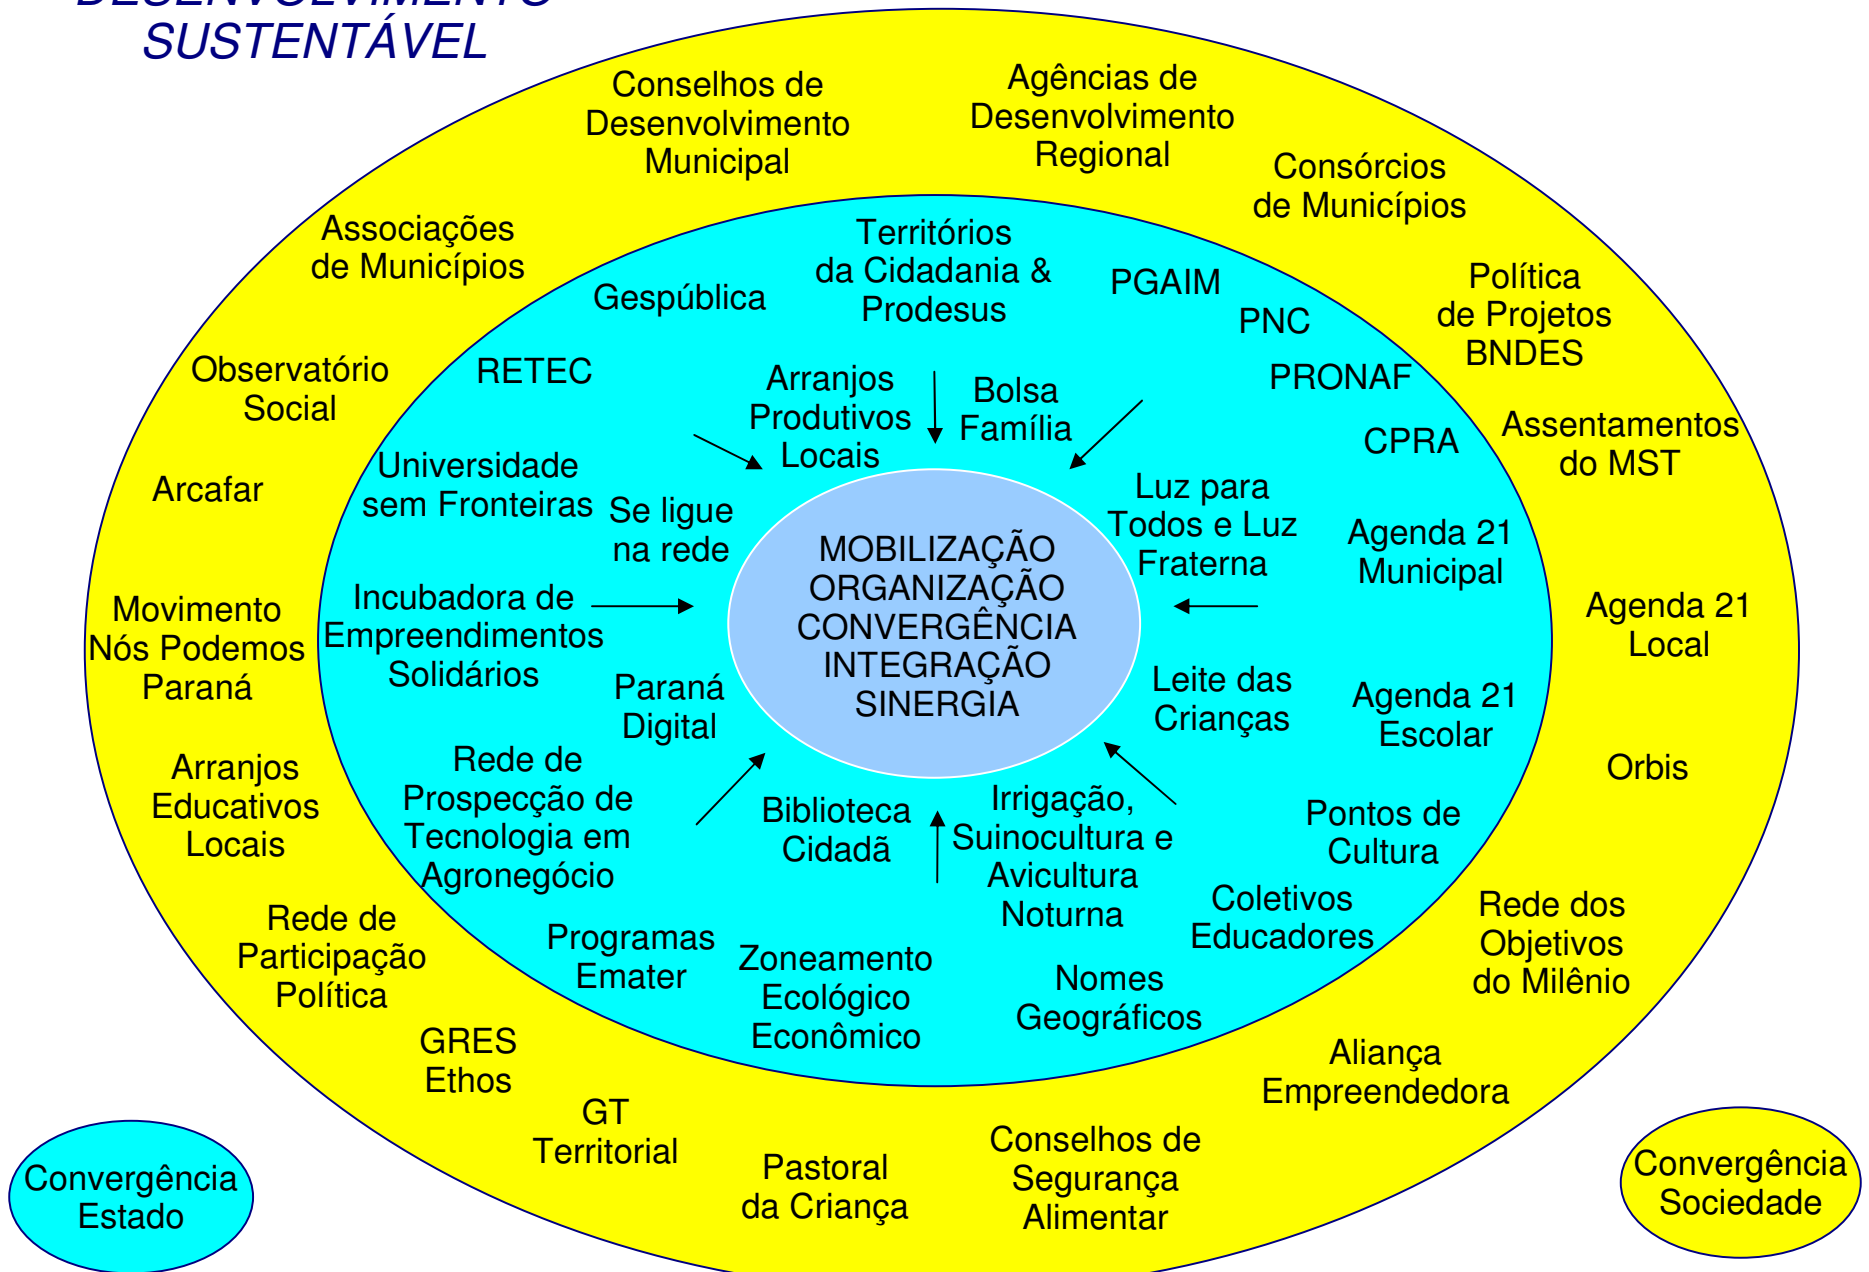 DESENVOLVIMENTO
SUSTENTÁVEL
Conselhos de
Desenvolvimento
Municipal
Agências de
Desenvolvimento
Regional
Consórcios
de Municípios
Associações
de Municípios
Política
de Projetos
BNDES
Observatório
Social
Assentamentos
do MST
Arcafar
Movimento
Nós Podemos
Paraná
Agenda 21
Local
Arranjos
Educativos
Locais
Orbis
Rede de
Participação
Política
Rede dos
Objetivos
do Milênio
GRES
Ethos
Aliança
Empreendedora
GT
Territorial
Pastoral
da Criança
Conselhos de
Segurança
Alimentar
Territórios
da Cidadania &
Prodesus
Gespública
PGAIM
PNC
RETEC
PRONAF
Arranjos
Produtivos
Locais
Bolsa
Família
CPRA
Universidade
sem Fronteiras
Se ligue
na rede
Luz para
Todos e Luz
Fraterna
Agenda 21
Municipal
Incubadora de
Empreendimentos
Solidários
Paraná
Digital
Leite das
Crianças
Agenda 21
Escolar
Rede de
Prospecção de
Tecnologia em
Agronegócio
Biblioteca
Cidadã
Irrigação,
Suinocultura e
Avicultura
Noturna
Pontos de
Cultura
Coletivos
Educadores
Programas
Emater
Zoneamento
Ecológico
Econômico
Nomes
Geográficos
MOBILIZAÇÃO
ORGANIZAÇÃO
CONVERGÊNCIA
INTEGRAÇÃO
SINERGIA
Convergência
Estado
Convergência
Sociedade